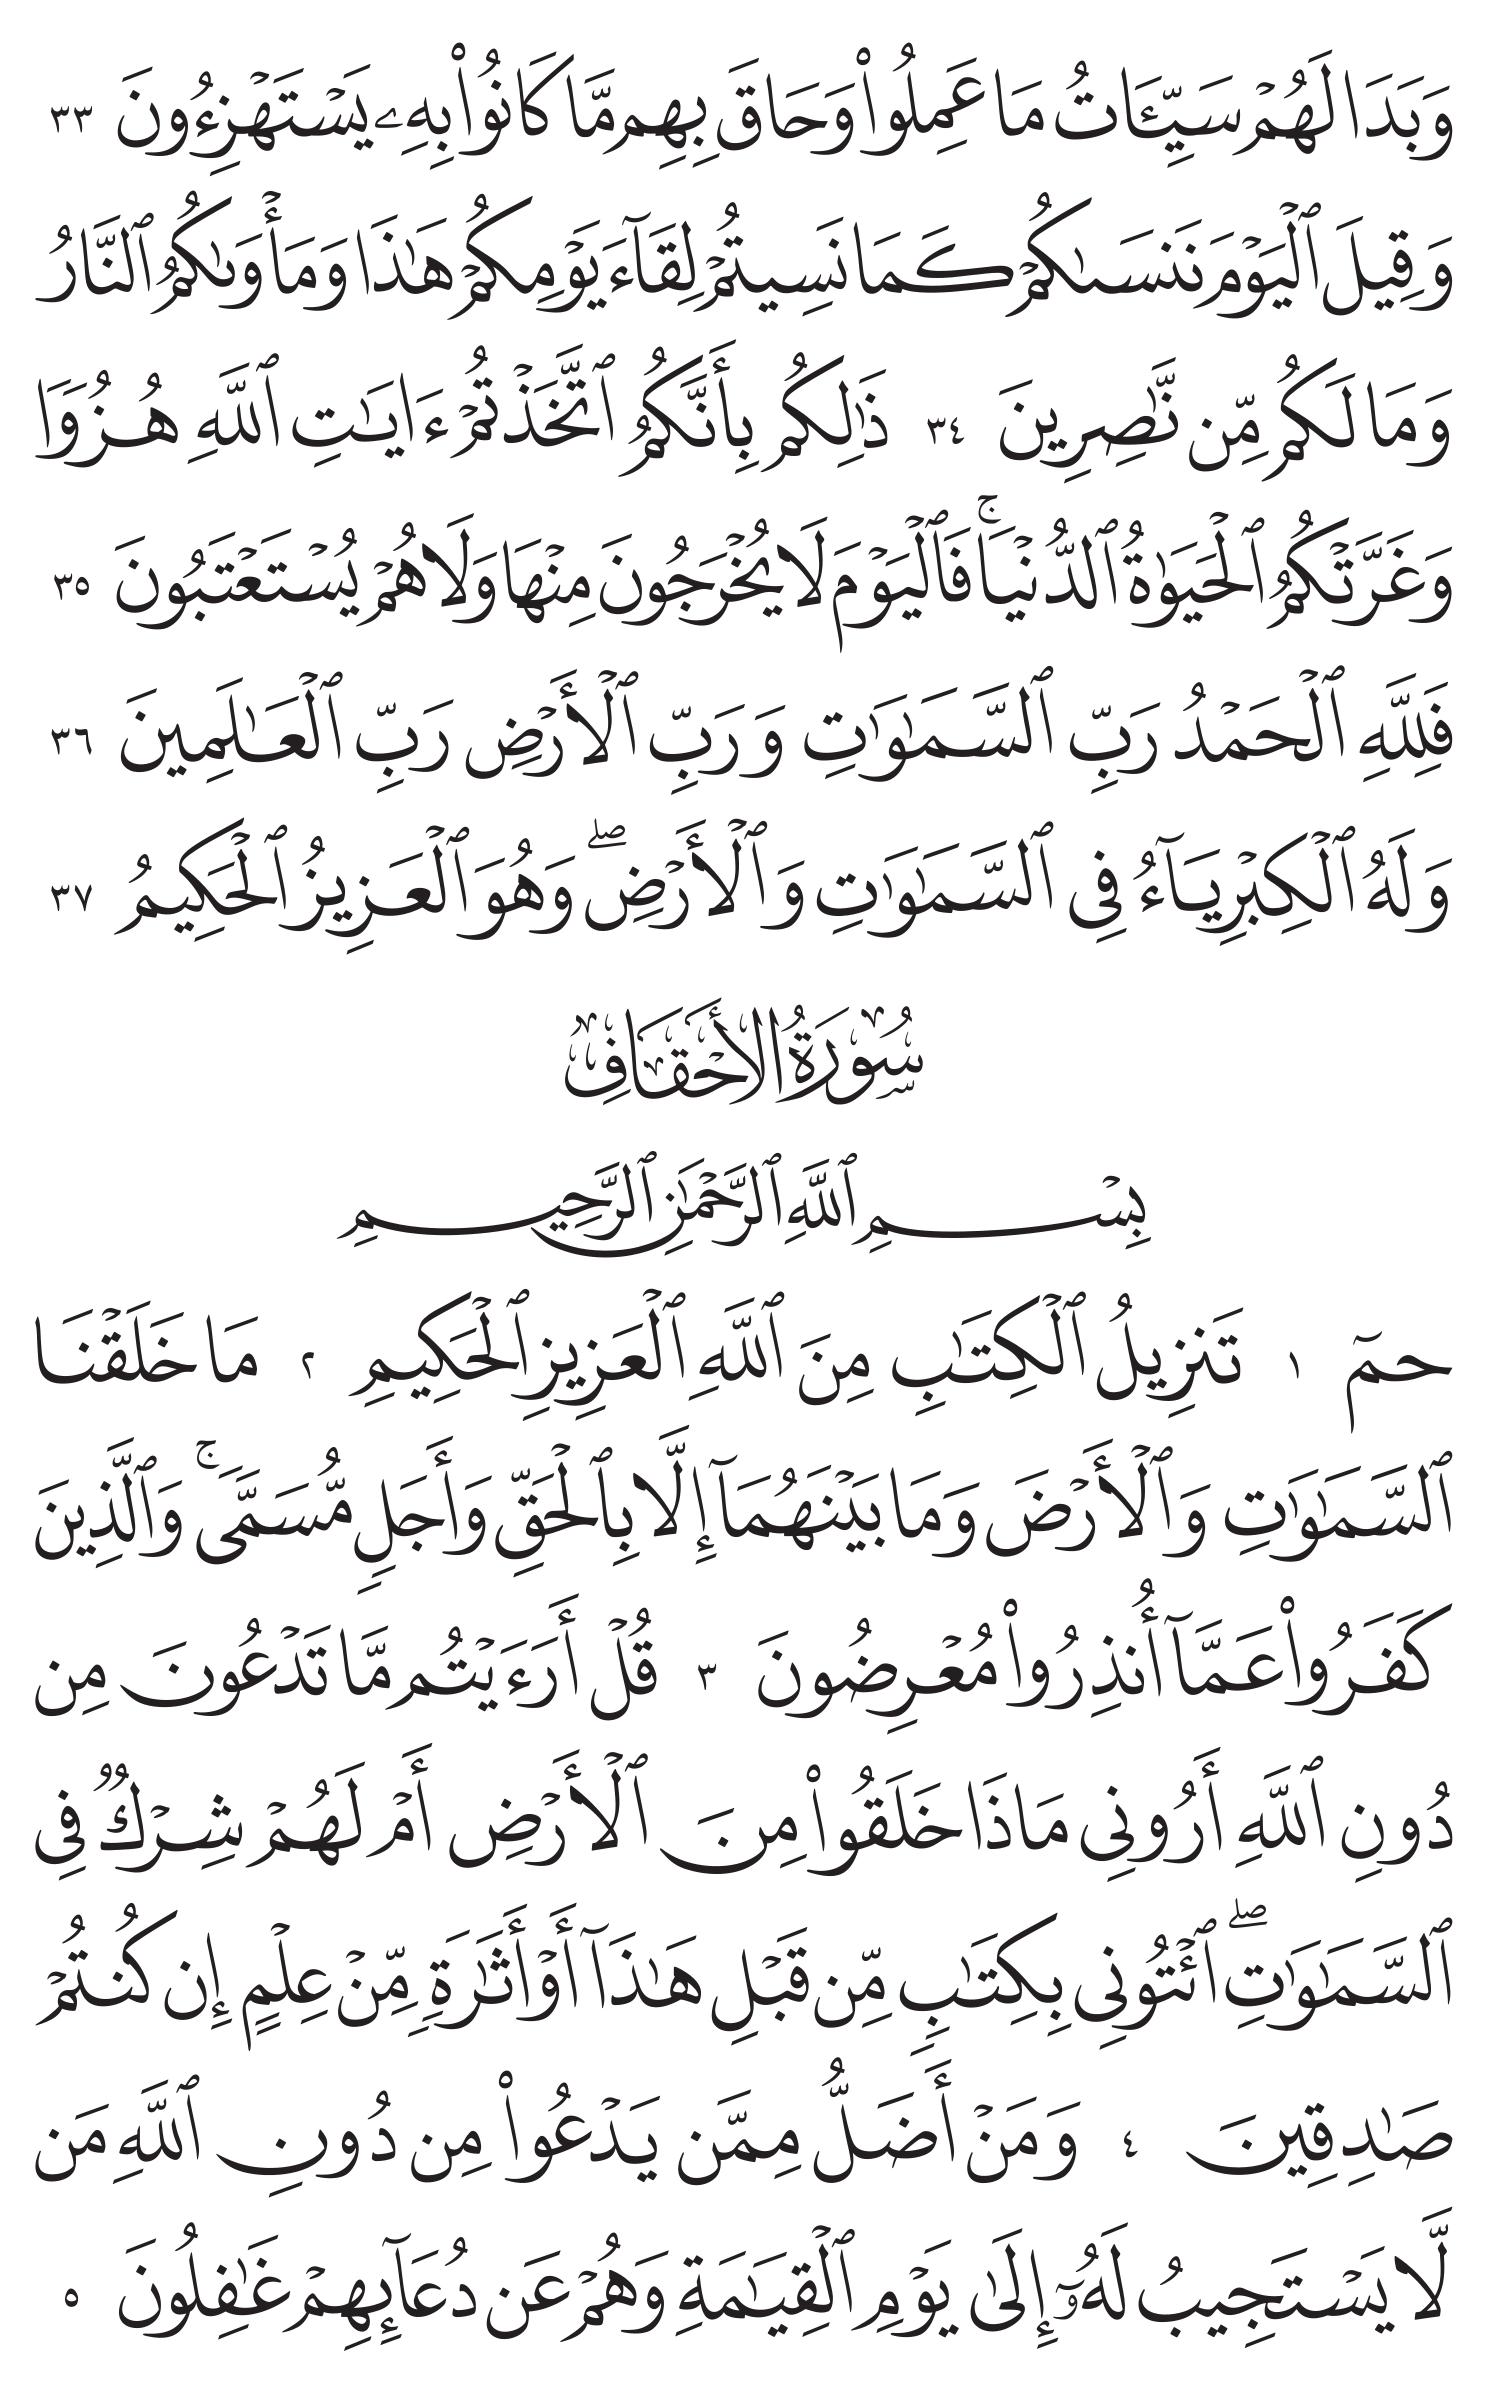 وَبَدَا لَهُمْ سَيِّـَٔاتُ مَا عَمِلُوا۟ وَحَاقَ بِهِم مَّا كَانُوا۟ بِهِۦ يَسْتَهْزِءُونَ ٣٣
وَقِيلَ ٱلْيَوْمَ نَنسَىٰكُمْ كَمَا نَسِيتُمْ لِقَآءَ يَوْمِكُمْ هَـٰذَا وَمَأْوَىٰكُمُ ٱلنَّارُ
وَمَا لَكُم مِّن نَّـٰصِرِينَ ٣٤ ذَٰلِكُم بِأَنَّكُمُ ٱتَّخَذْتُمْ ءَايَـٰتِ ٱللَّهِ هُزُوًا
وَغَرَّتْكُمُ ٱلْحَيَوٰةُ ٱلدُّنْيَا ۚ فَٱلْيَوْمَ لَا يُخْرَجُونَ مِنْهَا وَلَا هُمْ يُسْتَعْتَبُونَ ٣٥
فَلِلَّهِ ٱلْحَمْدُ رَبِّ ٱلسَّمَـٰوَٰتِ وَرَبِّ ٱلْأَرْضِ رَبِّ ٱلْعَـٰلَمِينَ ٣٦
وَلَهُ ٱلْكِبْرِيَآءُ فِى ٱلسَّمَـٰوَٰتِ وَٱلْأَرْضِ ۖ وَهُوَ ٱلْعَزِيزُ ٱلْحَكِيمُ ٣٧
سُورَةُ الأَحْقَافِ
بِسْمِ ٱللَّهِ ٱلرَّحْمَـٰنِ ٱلرَّحِيمِ
حمٓ ١ تَنزِيلُ ٱلْكِتَـٰبِ مِنَ ٱللَّهِ ٱلْعَزِيزِ ٱلْحَكِيمِ ٢ مَا خَلَقْنَا
ٱلسَّمَـٰوَٰتِ وَٱلْأَرْضَ وَمَا بَيْنَهُمَآ إِلَّا بِٱلْحَقِّ وَأَجَلٍ مُّسَمًّى ۚ وَٱلَّذِينَ
كَفَرُوا۟ عَمَّآ أُنذِرُوا۟ مُعْرِضُونَ ٣ قُلْ أَرَءَيْتُم مَّا تَدْعُونَ مِن
دُونِ ٱللَّهِ أَرُونِى مَاذَا خَلَقُوا۟ مِنَ ٱلْأَرْضِ أَمْ لَهُمْ شِرْكٌ فِى
ٱلسَّمَـٰوَٰتِ ۖ ٱئْتُونِى بِكِتَـٰبٍ مِّن قَبْلِ هَـٰذَآ أَوْ أَثَـٰرَةٍ مِّنْ عِلْمٍ إِن كُنتُمْ
صَـٰدِقِينَ ٤ وَمَنْ أَضَلُّ مِمَّن يَدْعُوا۟ مِن دُونِ ٱللَّهِ مَن
لَّا يَسْتَجِيبُ لَهُۥٓ إِلَىٰ يَوْمِ ٱلْقِيَـٰمَةِ وَهُمْ عَن دُعَآئِهِمْ غَـٰفِلُونَ ٥